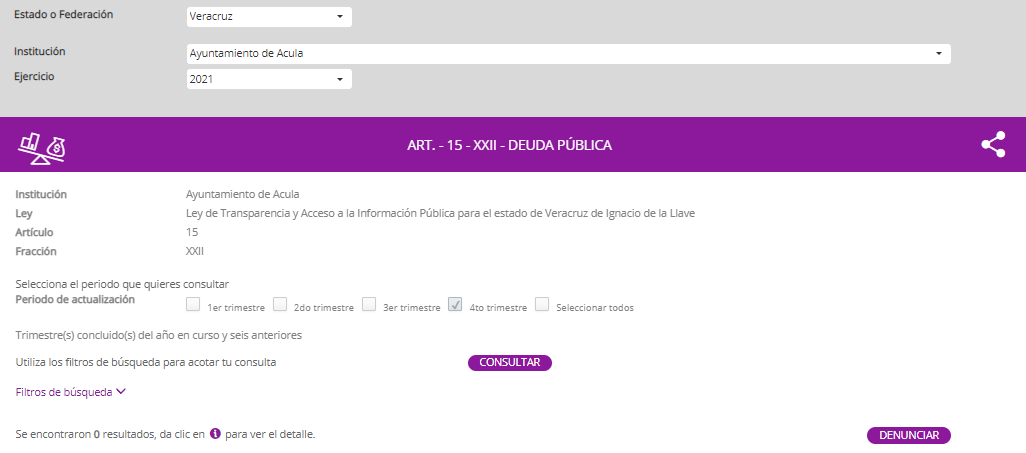 Estado o Federación Veracruz
Institución Ayuntamiento de Acula
Ejercicio 2021
ART. - 15 - XXII - DEUDA PÚBLICA
Institución Ayuntamiento de Acula
Ley Ley de Transparencia y Acceso a la Información Pública para el estado de Veracruz de Ignacio de la Llave
Artículo 15
Fracción XXII
Selecciona el periodo que quieres consultar
Periodo de actualización 1er trimestre 2do trimestre 3er trimestre 4to trimestre Seleccionar todos
Trimestre(s) concluido(s) del año en curso y seis anteriores
Utiliza los filtros de búsqueda para acotar tu consulta CONSULTAR
Filtros de búsqueda
Se encontraron 0 resultados, da clic en i para ver el detalle. DENUNCIAR